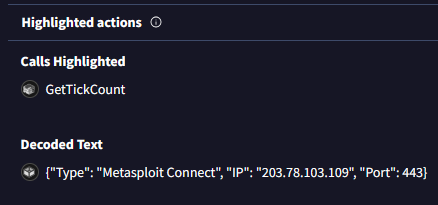 Highlighted actions
Calls Highlighted
GetTickCount
Decoded Text
{"Type": "Metasploit Connect", "IP": "203.78.103.109", "Port": 443}